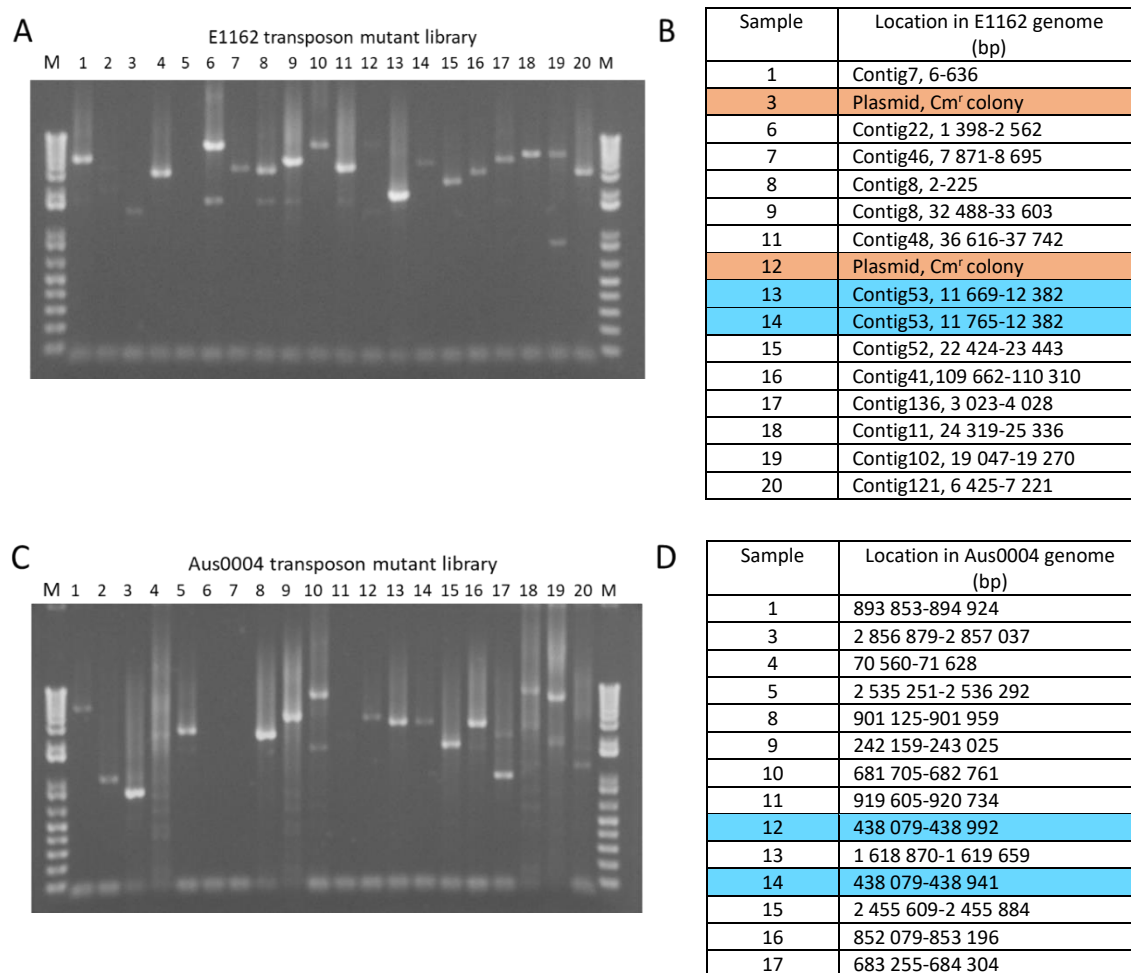 A
E1162 transposon mutant library
M 1 2 3 4 5 6 7 8 9 10 11 12 13 14 15 16 17 18 19 20 M
B
Sample Location in E1162 genome
(bp)
1 Contig7, 6-636
3 Plasmid, Cmʳ colony
6 Contig22, 1 398-2 562
7 Contig46, 7 871-8 695
8 Contig8, 2-225
9 Contig8, 32 488-33 603
11 Contig48, 36 616-37 742
12 Plasmid, Cmʳ colony
13 Contig53, 11 669-12 382
14 Contig53, 11 765-12 382
15 Contig52, 22 424-23 443
16 Contig41,109 662-110 310
17 Contig136, 3 023-4 028
18 Contig11, 24 319-25 336
19 Contig102, 19 047-19 270
20 Contig121, 6 425-7 221
C
Aus0004 transposon mutant library
M 1 2 3 4 5 6 7 8 9 10 11 12 13 14 15 16 17 18 19 20 M
D
Sample Location in Aus0004 genome
(bp)
1 893 853-894 924
3 2 856 879-2 857 037
4 70 560-71 628
5 2 535 251-2 536 292
8 901 125-901 959
9 242 159-243 025
10 681 705-682 761
11 919 605-920 734
12 438 079-438 992
13 1 618 870-1 619 659
14 438 079-438 941
15 2 455 609-2 455 884
16 852 079-853 196
17 683 255-684 304